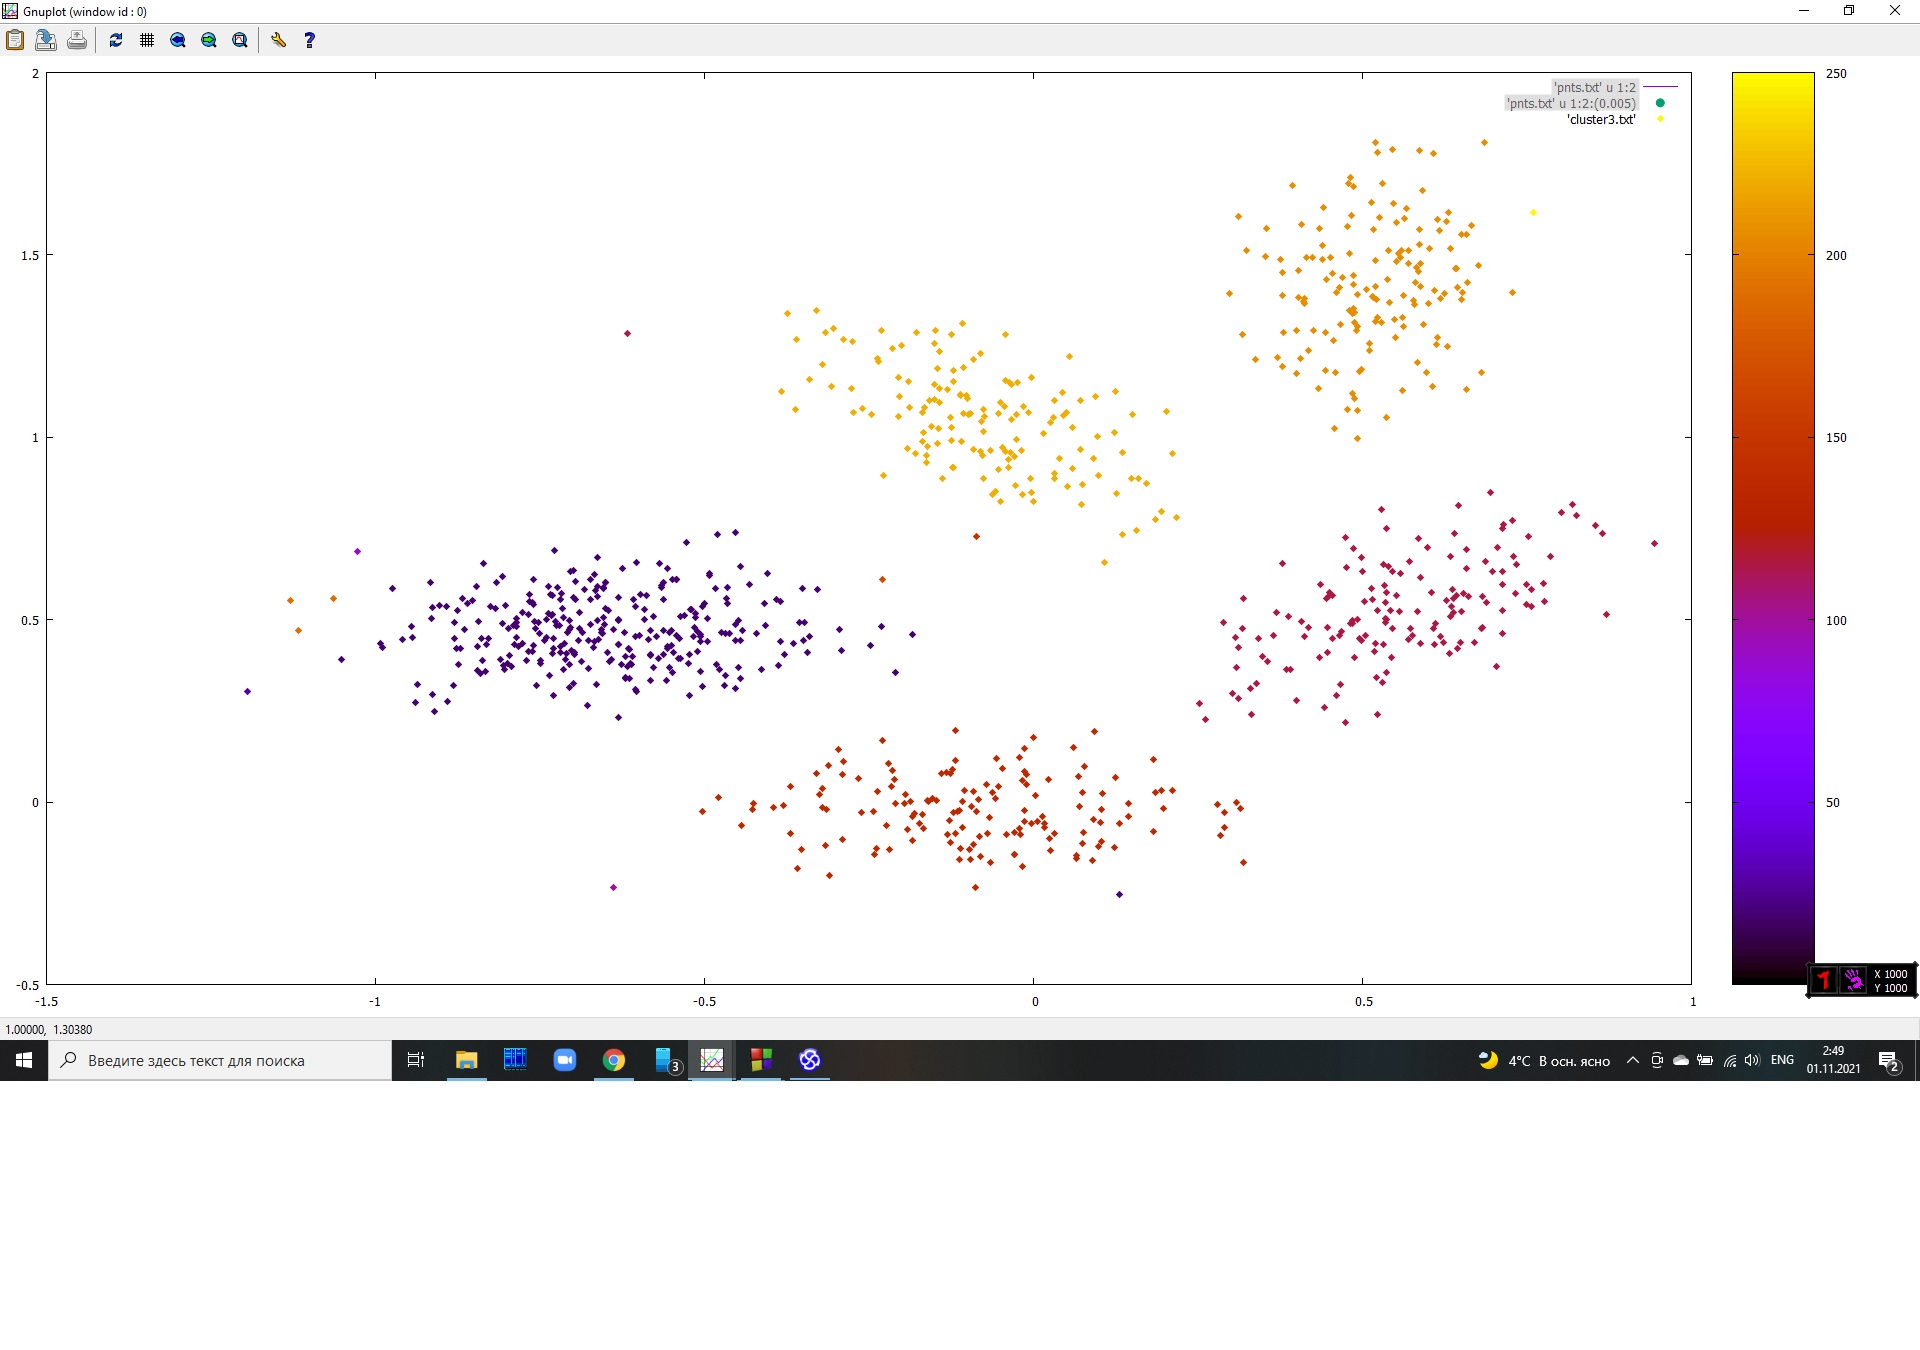 Gnuplot (window id : 0)
'pnts.txt' u 1:2
'pnts.txt' u 1:2:(0.005)
'cluster3.txt'
2
1.5
1
0.5
0
-0.5
-1.5
-1
-0.5
0
0.5
1
250
200
150
100
50
X 1000
Y 1000
1.00000, 1.30380
Введите здесь текст для поиска
3
4°C В осн. ясно
ENG
2:49
01.11.2021
2